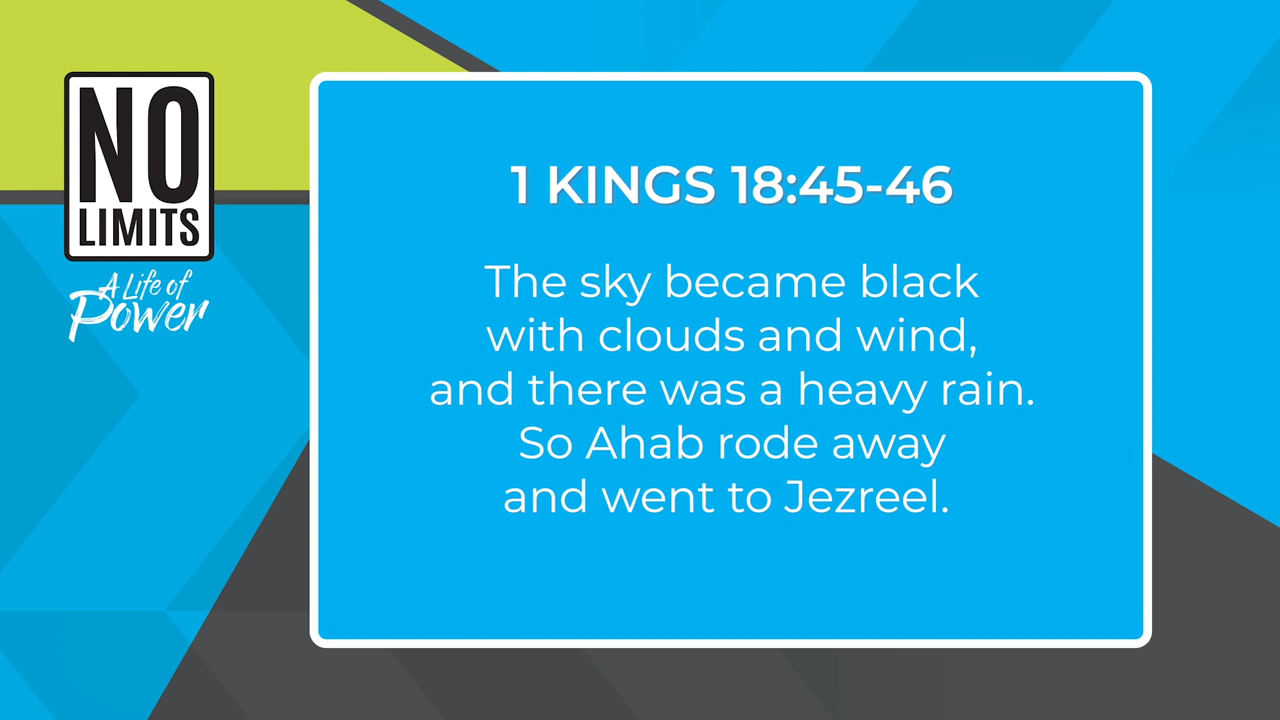 NO
LIMITS
A Life of
Power
1 KINGS 18:45-46
The sky became black
with clouds and wind,
and there was a heavy rain.
So Ahab rode away
and went to Jezreel.